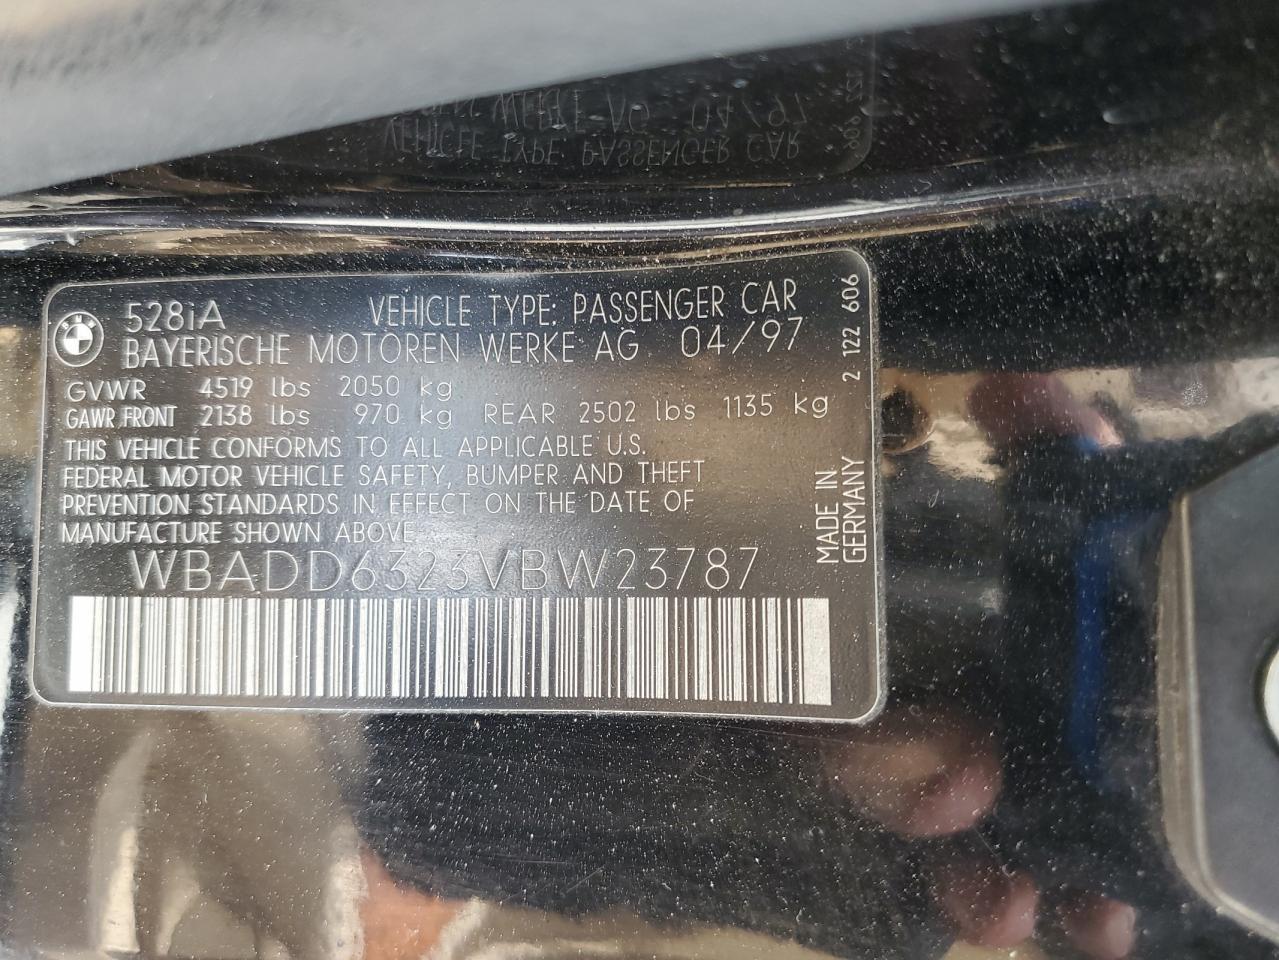 528iA VEHICLE TYPE: PASSENGER CAR
BAYERISCHE MOTOREN WERKE AG 04/97
GVWR 4519 lbs 2050 kg
GAWR FRONT 2138 lbs 970 kg REAR 2502 lbs 1135 kg
THIS VEHICLE CONFORMS TO ALL APPLICABLE U.S.
FEDERAL MOTOR VEHICLE SAFETY, BUMPER AND THEFT
PREVENTION STANDARDS IN EFFECT ON THE DATE OF
MANUFACTURE SHOWN ABOVE
WBADD6323VBW23787
2 122 606
MADE IN
GERMANY